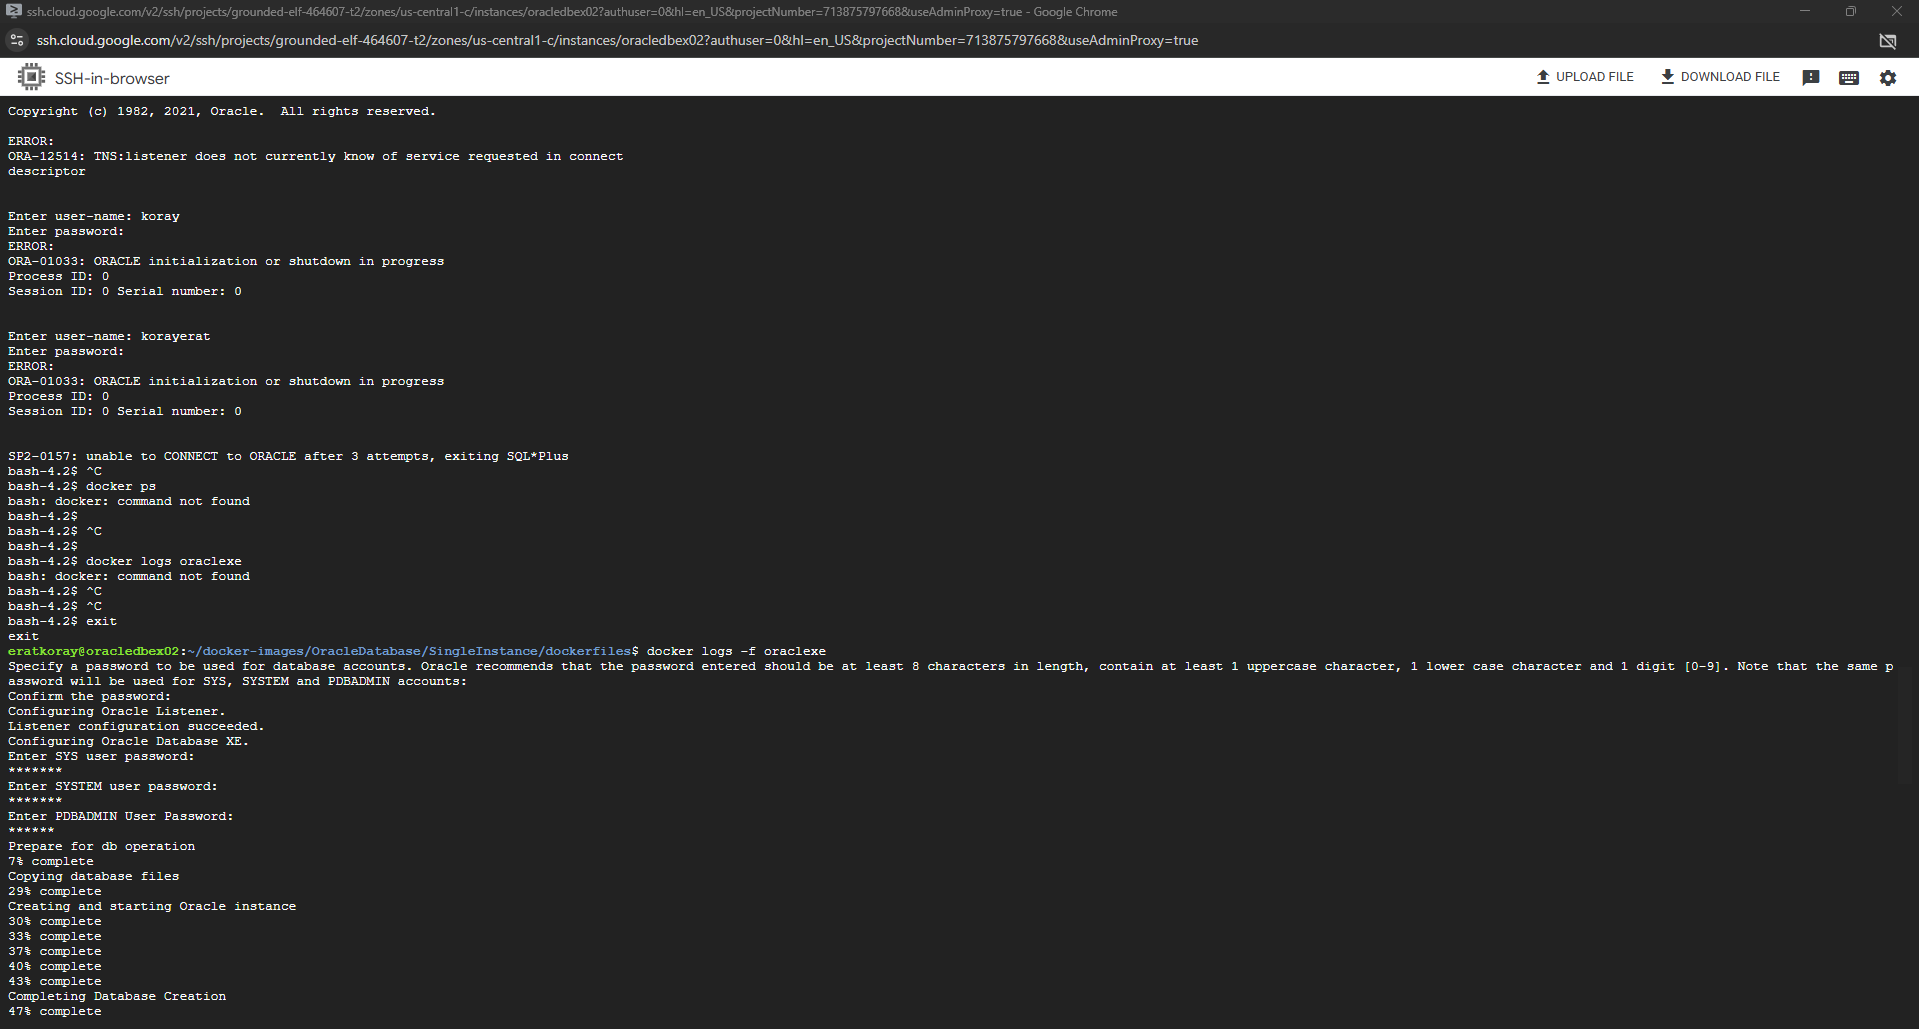 ssh.cloud.google.com/v2/ssh/projects/grounded-elf-464607-t2/zones/us-central1-c/instances/oracledbex02?authuser=0&hl=en_US&projectNumber=713875797668&useAdminProxy=true - Google Chrome
ssh.cloud.google.com/v2/ssh/projects/grounded-elf-464607-t2/zones/us-central1-c/instances/oracledbex02?authuser=0&hl=en_US&projectNumber=713875797668&useAdminProxy=true
SSH-in-browser
UPLOAD FILE
DOWNLOAD FILE
Copyright (c) 1982, 2021, Oracle.  All rights reserved.
ERROR:
ORA-12514: TNS:listener does not currently know of service requested in connect
descriptor
Enter user-name: koray
Enter password:
ERROR:
ORA-01033: ORACLE initialization or shutdown in progress
Process ID: 0
Session ID: 0 Serial number: 0
Enter user-name: korayerat
Enter password:
ERROR:
ORA-01033: ORACLE initialization or shutdown in progress
Process ID: 0
Session ID: 0 Serial number: 0
SP2-0157: unable to CONNECT to ORACLE after 3 attempts, exiting SQL*Plus
bash-4.2$ ^C
bash-4.2$ docker ps
bash: docker: command not found
bash-4.2$
bash-4.2$ ^C
bash-4.2$
bash-4.2$ docker logs oraclexe
bash: docker: command not found
bash-4.2$ ^C
bash-4.2$ ^C
bash-4.2$ exit
exit
eratkoray@oracledbex02:~/docker-images/OracleDatabase/SingleInstance/dockerfiles$ docker logs -f oraclexe
Specify a password to be used for database accounts. Oracle recommends that the password entered should be at least 8 characters in length, contain at least 1 uppercase character, 1 lower case character and 1 digit [0-9]. Note that the same p
assword will be used for SYS, SYSTEM and PDBADMIN accounts:
Confirm the password:
Configuring Oracle Listener.
Listener configuration succeeded.
Configuring Oracle Database XE.
Enter SYS user password:
*******
Enter SYSTEM user password:
*******
Enter PDBADMIN User Password:
******
Prepare for db operation
7% complete
Copying database files
29% complete
Creating and starting Oracle instance
30% complete
33% complete
37% complete
40% complete
43% complete
Completing Database Creation
47% complete